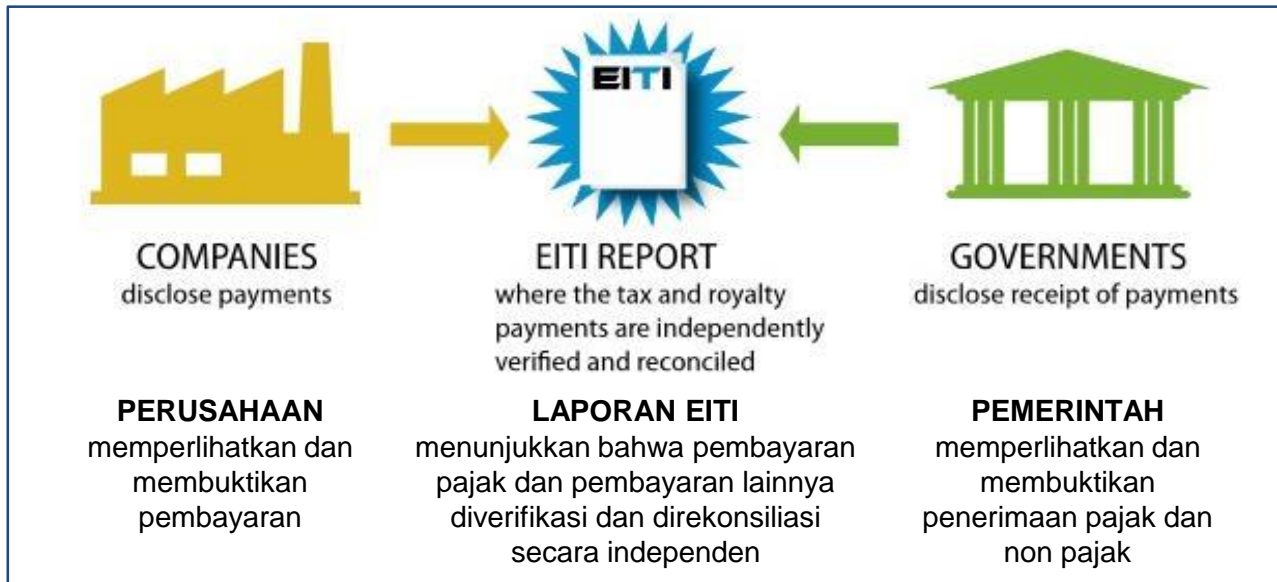 EITI
COMPANIES
disclose payments
EITI REPORT
where the tax and royalty
payments are independently
verified and reconciled
GOVERNMENTS
disclose receipt of payments
PERUSAHAAN
memperlihatkan dan
membuktikan
pembayaran
LAPORAN EITI
menunjukkan bahwa pembayaran
pajak dan pembayaran lainnya
diverifikasi dan direkonsiliasi
secara independen
PEMERINTAH
memperlihatkan dan
membuktikan
penerimaan pajak dan
non pajak